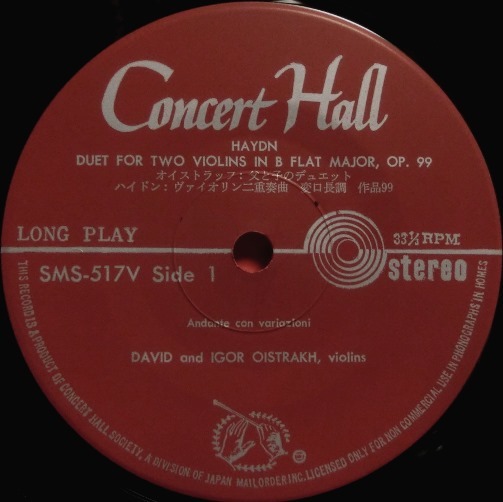 Concert Hall
HAYDN
DUET FOR TWO VIOLINS IN B FLAT MAJOR, OP. 99
オイストラッフ：父と子のデュエット
ハイドン：ヴァイオリン二重奏曲 変ロ長調 作品99
LONG PLAY
33⅓ RPM
SMS-517V Side 1
stereo
Andante con variazioni
DAVID and IGOR OISTRAKH, violins
THIS RECORD IS A PRODUCT OF CONCERT HALL SOCIETY, A DIVISION OF JAPAN MAILORDER INC. LICENSED ONLY FOR NON COMMERCIAL USE IN PHONOGRAPHS IN HOMES